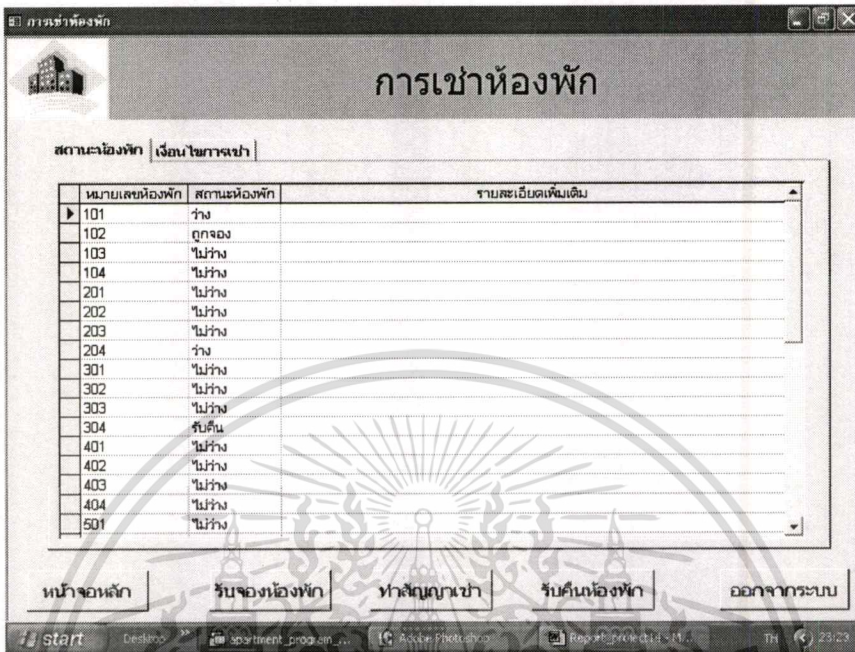 การเช่าห้องพัก
การเช่าห้องพัก
สถานะห้องพัก เงื่อนไขการเช่า
หมายเลขห้องพัก สถานะห้องพัก รายละเอียดเพิ่มเติม
101 ว่าง
102 ถูกจอง
103 ไม่ว่าง
104 ไม่ว่าง
201 ไม่ว่าง
202 ไม่ว่าง
203 ไม่ว่าง
204 ว่าง
301 ไม่ว่าง
302 ไม่ว่าง
303 ไม่ว่าง
304 รับคืน
401 ไม่ว่าง
402 ไม่ว่าง
403 ไม่ว่าง
404 ไม่ว่าง
501 ไม่ว่าง
หน้าจอหลัก รับจองห้องพัก ทำสัญญาเช่า รับคืนห้องพัก ออกจากระบบ
start Desktop » apartment_program_... Adobe Photoshop Report_project14 - M... TH 23:23